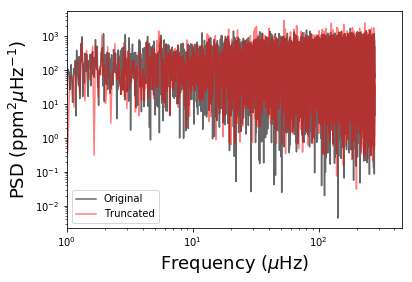 PSD (ppm²μHz⁻¹)
10³
10²
10¹
10⁰
10⁻¹
10⁻²
Original
Truncated
10⁰ 10¹ 10²
Frequency (μHz)